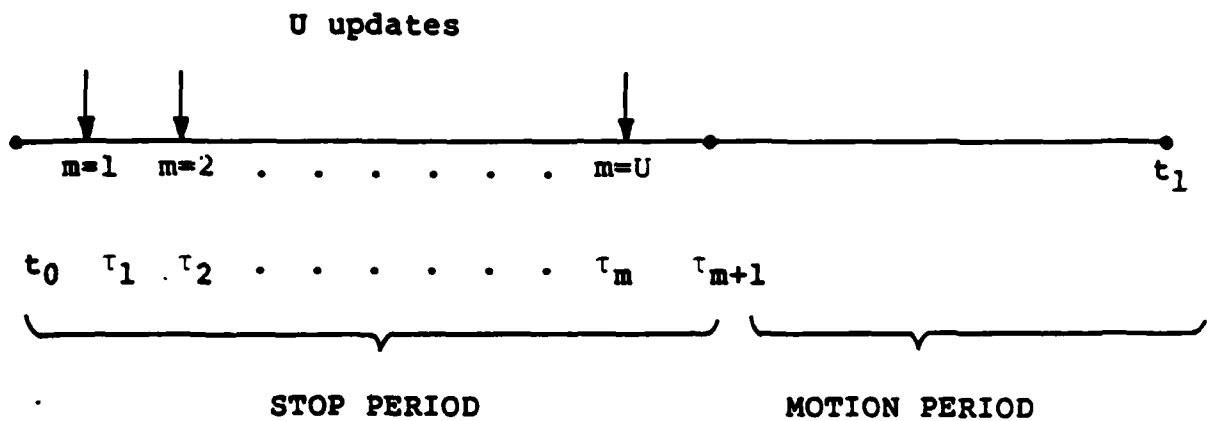 U updates
m=1 m=2 . . . . . . m=U t₁
t₀ τ₁ τ₂ . . . . . . τₘ τₘ₊₁
STOP PERIOD MOTION PERIOD